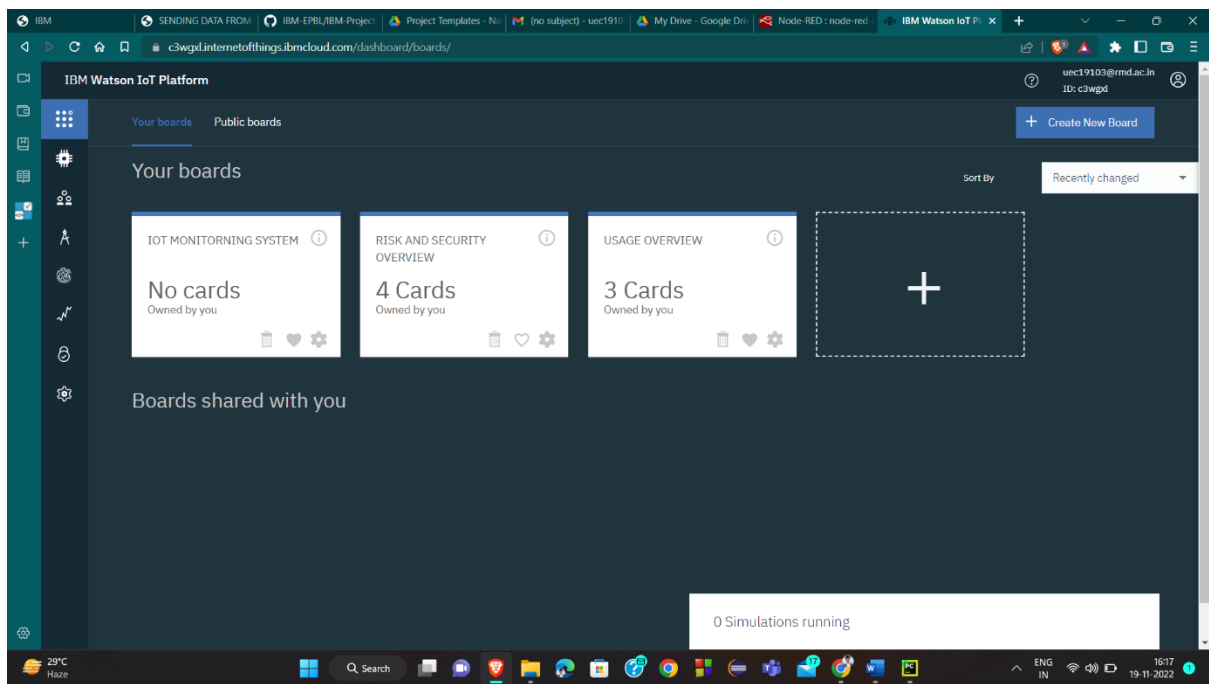 IBM
SENDING DATA FROM
IBM-EPBL/IBM-Project
Project Templates - Na
(no subject) - uec1910
My Drive - Google Driv
Node-RED : node-red
IBM Watson IoT Pl
c3wgxl.internetofthings.ibmcloud.com/dashboard/boards/
IBM Watson IoT Platform
uec19103@rmd.ac.in
ID: c3wgxl
Your boards Public boards
+ Create New Board
Your boards
Sort By
Recently changed
IOT MONITORNING SYSTEM
No cards
Owned by you
RISK AND SECURITY
OVERVIEW
4 Cards
Owned by you
USAGE OVERVIEW
3 Cards
Owned by you
Boards shared with you
0 Simulations running
29°C
Haze
Search
17
ENG
IN
16:17
19-11-2022
1